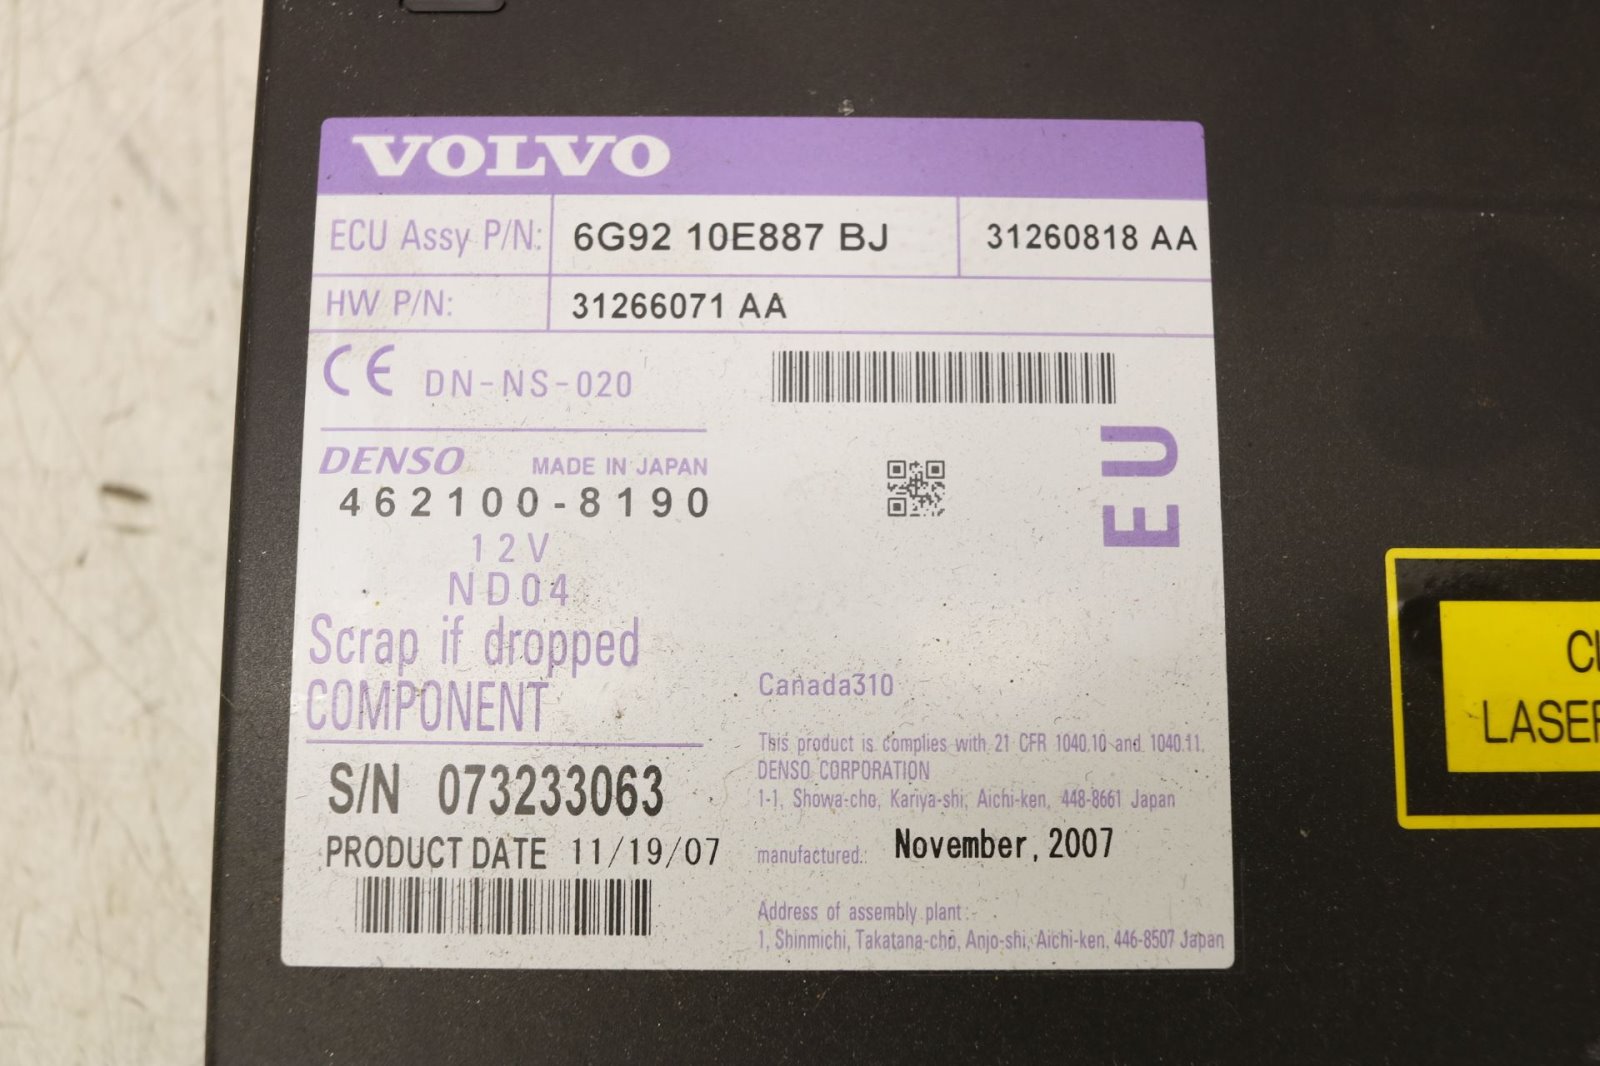 VOLVO
ECU Assy P/N: 6G92 10E887 BJ 31260818 AA
HW P/N: 31266071 AA
CE DN-NS-020
DENSO MADE IN JAPAN
462100-8190
12V
ND04
Scrap if dropped
COMPONENT
S/N 073233063
PRODUCT DATE 11/19/07
EU
Canada310
This product is complies with 21 CFR 1040.10 and 1040.11.
DENSO CORPORATION
1-1, Showa-cho, Kariya-shi, Aichi-ken, 448-8661 Japan
manufactured.: November, 2007
Address of assembly plant:
1, Shinmichi, Takatana-cho, Anjo-shi, Aichi-ken, 446-8507 Japan
LASER